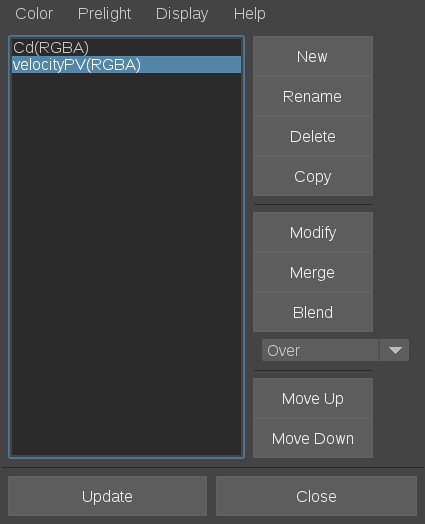 Color Prelight Display Help
Cd(RGBA)
velocityPV(RGBA)
New
Rename
Delete
Copy
Modify
Merge
Blend
Over
Move Up
Move Down
Update Close